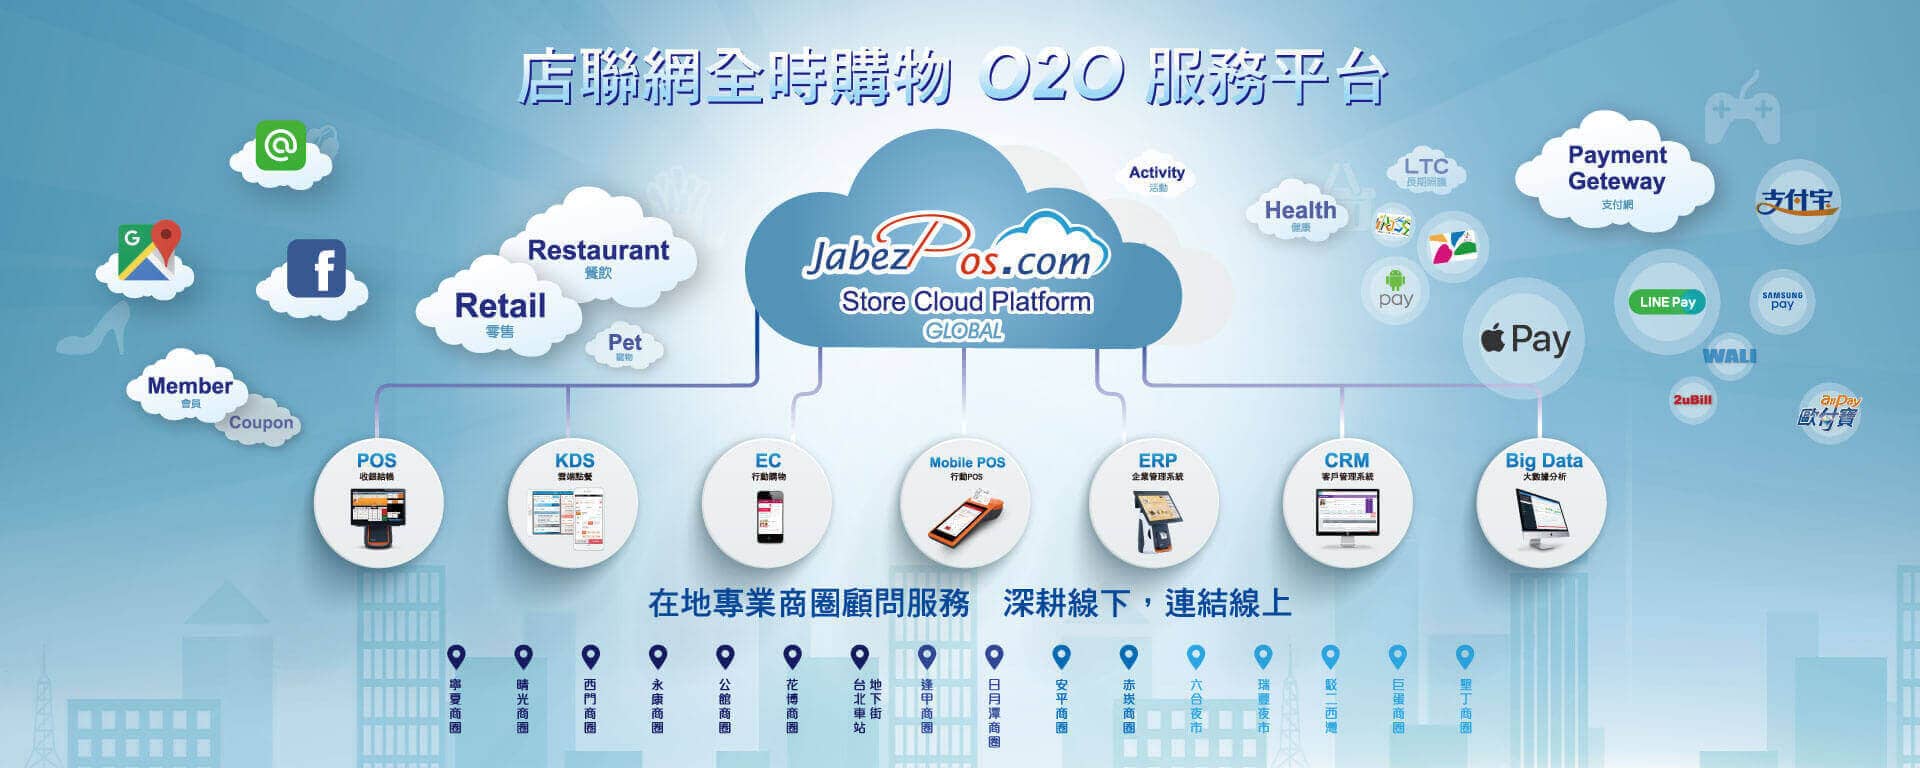 店聯網全時購物 O2O 服務平台
@
G
f
Restaurant
餐飲
Retail
零售
Pet
寵物
Member
會員
Coupon
JabezPos.com
Store Cloud Platform
GLOBAL
Activity
活動
Health
健康
LTC
長期照護
Payment
Geteway
支付網
支付宝
pay
Pay
LINE Pay
SAMSUNG
pay
WALI
2uBill
allPay
歐付寶
POS
收銀結帳
KDS
雲端點餐
EC
行動購物
Mobile POS
行動POS
ERP
企業管理系統
CRM
客戶管理系統
Big Data
大數據分析
在地專業商圈顧問服務 深耕線下，連結線上
寧夏商圈
晴光商圈
西門商圈
永康商圈
公館商圈
花博商圈
台北車站
地下街
逢甲商圈
日月潭商圈
安平商圈
赤崁商圈
六合夜市
瑞豐夜市
駁二西灣
巨蛋商圈
墾丁商圈